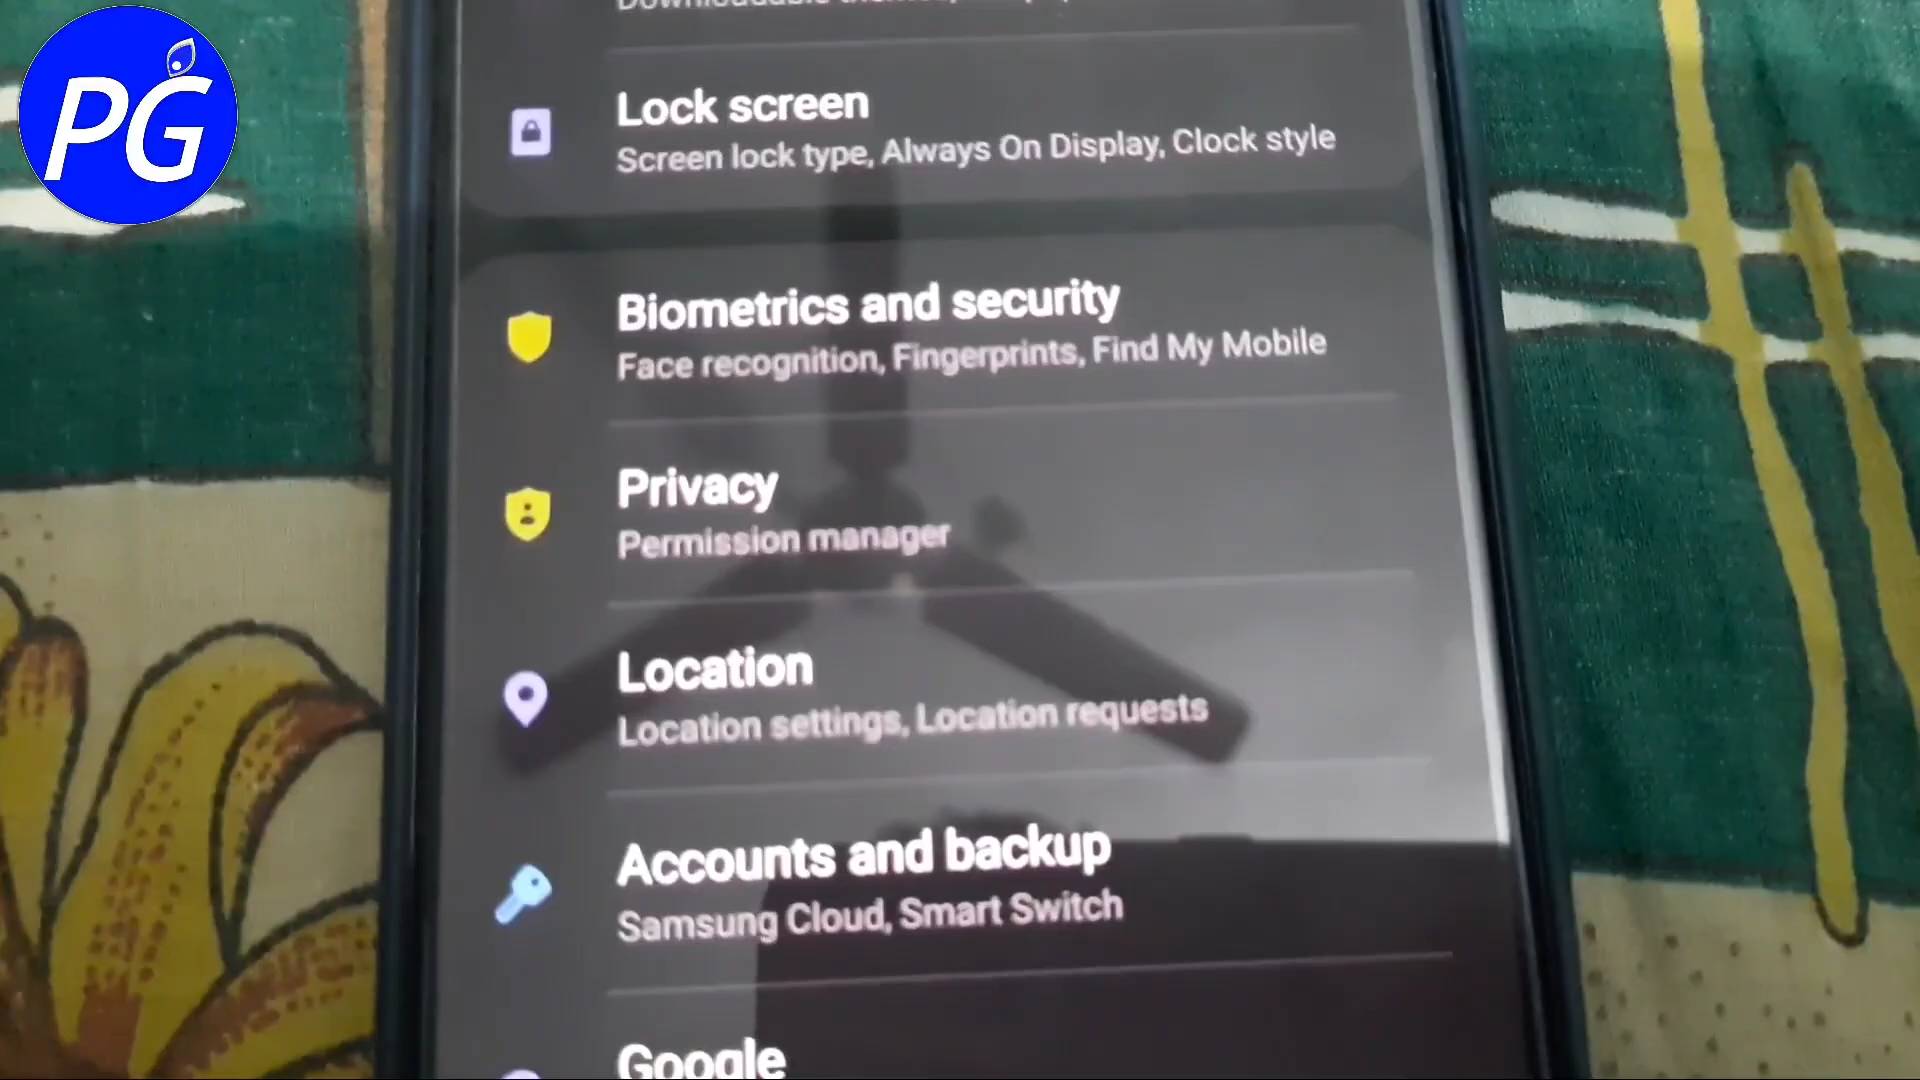 PG
Lock screen
Screen lock type, Always On Display, Clock style
Biometrics and security
Face recognition, Fingerprints, Find My Mobile
Privacy
Permission manager
Location
Location settings, Location requests
Accounts and backup
Samsung Cloud, Smart Switch
Google